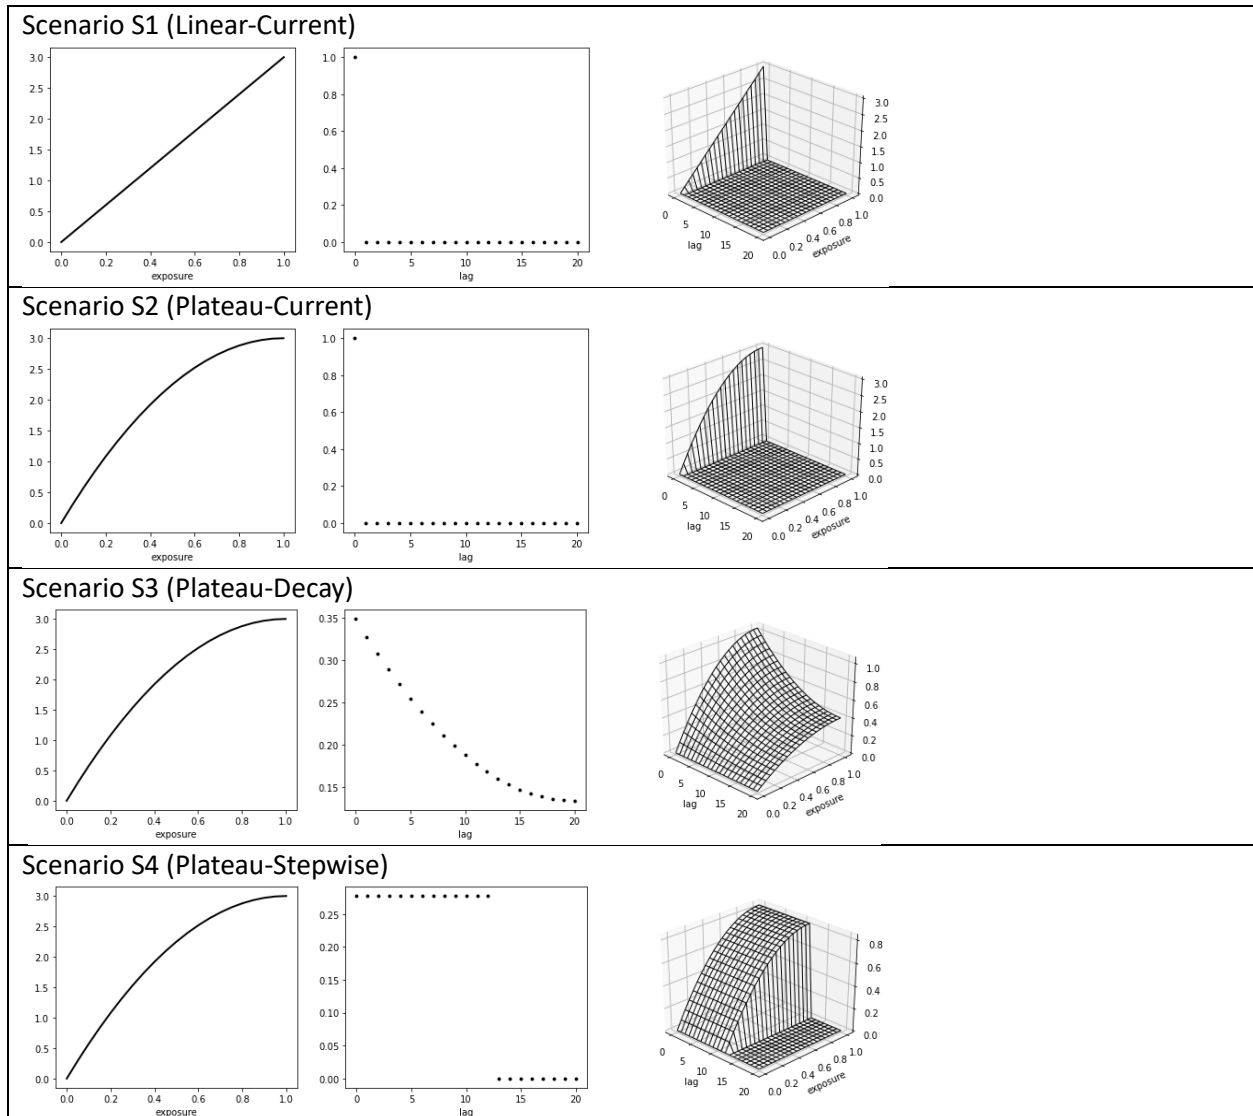 Scenario S1 (Linear-Current)
3.0
2.5
2.0
1.5
1.0
0.5
0.0
0.0 0.2 0.4 0.6 0.8 1.0
exposure
1.0
0.8
0.6
0.4
0.2
0.0
0 5 10 15 20
lag
3.0
2.5
2.0
1.5
1.0
0.5
0.0
0 5 10 15 20
lag
0.0 0.2 0.4 0.6 0.8 1.0
exposure
Scenario S2 (Plateau-Current)
3.0
2.5
2.0
1.5
1.0
0.5
0.0
0.0 0.2 0.4 0.6 0.8 1.0
exposure
1.0
0.8
0.6
0.4
0.2
0.0
0 5 10 15 20
lag
3.0
2.5
2.0
1.5
1.0
0.5
0.0
0 5 10 15 20
lag
0.0 0.2 0.4 0.6 0.8 1.0
exposure
Scenario S3 (Plateau-Decay)
3.0
2.5
2.0
1.5
1.0
0.5
0.0
0.0 0.2 0.4 0.6 0.8 1.0
exposure
0.35
0.30
0.25
0.20
0.15
0 5 10 15 20
lag
1.0
0.8
0.6
0.4
0.2
0.0
0 5 10 15 20
lag
0.0 0.2 0.4 0.6 0.8 1.0
exposure
Scenario S4 (Plateau-Stepwise)
3.0
2.5
2.0
1.5
1.0
0.5
0.0
0.0 0.2 0.4 0.6 0.8 1.0
exposure
0.25
0.20
0.15
0.10
0.05
0.00
0 5 10 15 20
lag
0.8
0.6
0.4
0.2
0.0
0 5 10 15 20
lag
0.0 0.2 0.4 0.6 0.8 1.0
exposure